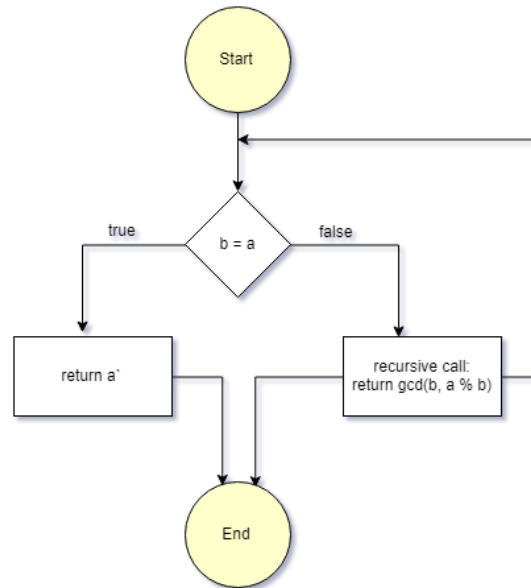 Start
true
b = a
false
return a`
recursive call:
return gcd(b, a % b)
End